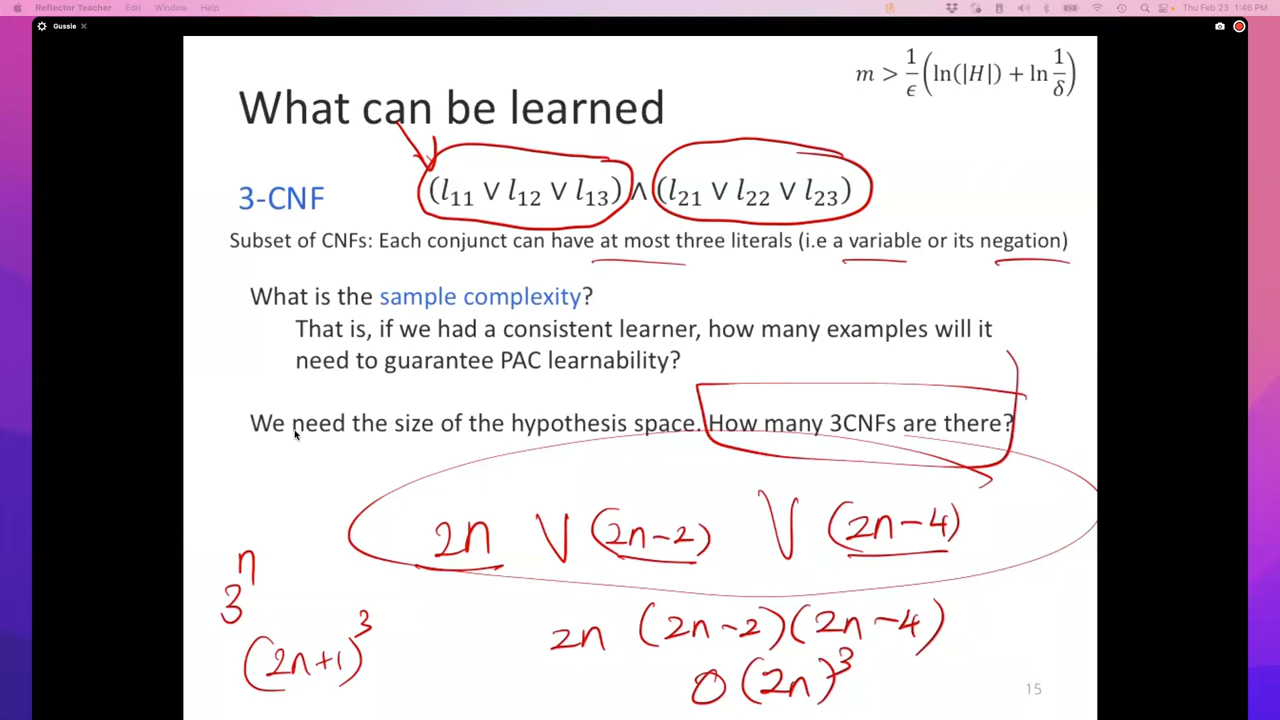 Reflector Teacher Edit Window Help Thu Feb 23 1:46 PM
Gussie ×
m > 1/ϵ (ln(|H|) + ln 1/δ)
What can be learned
3-CNF (l₁₁ ∨ l₁₂ ∨ l₁₃) ∧ (l₂₁ ∨ l₂₂ ∨ l₂₃)
Subset of CNFs: Each conjunct can have at most three literals (i.e a variable or its negation)
What is the sample complexity?
That is, if we had a consistent learner, how many examples will it
need to guarantee PAC learnability?
We need the size of the hypothesis space. How many 3CNFs are there?
2n ∨ (2n-2) ∨ (2n-4)
3ⁿ
2n (2n-2)(2n-4)
(2n+1)³
O(2n)³
15